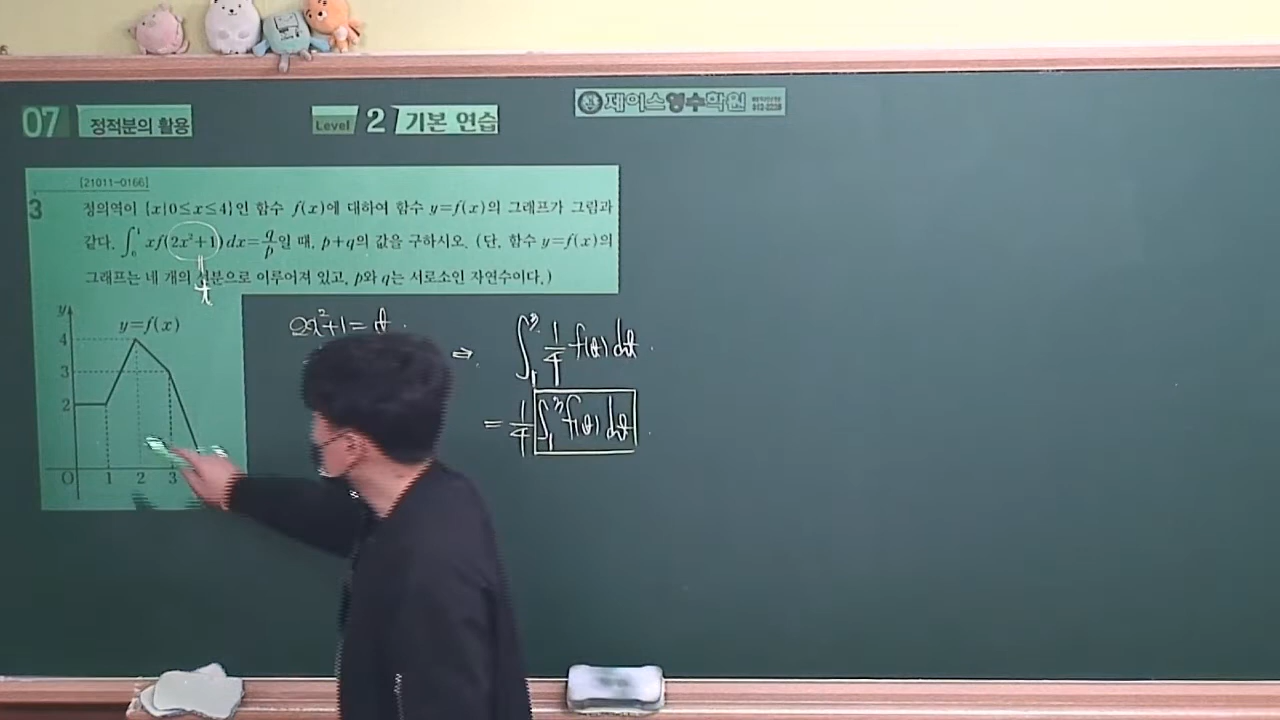 07 정적분의 활용
Level 2 기본 연습
제이스영수학원
[21011-0166]
3 정의역이 {x|0≤x≤4}인 함수 f(x)에 대하여 함수 y=f(x)의 그래프가 그림과
같다. ∫₀¹ xf(2x²+1)dx=q/p일 때, p+q의 값을 구하시오. (단, 함수 y=f(x)의
그래프는 네 개의 선분으로 이루어져 있고, p와 q는 서로소인 자연수이다.)
t
y
y=f(x)
4
3
2
O 1 2 3
2x²+1=t
⇒ ∫₁³ 1/4 f(t)dt
= 1/4 ∫₁³ f(t)dt